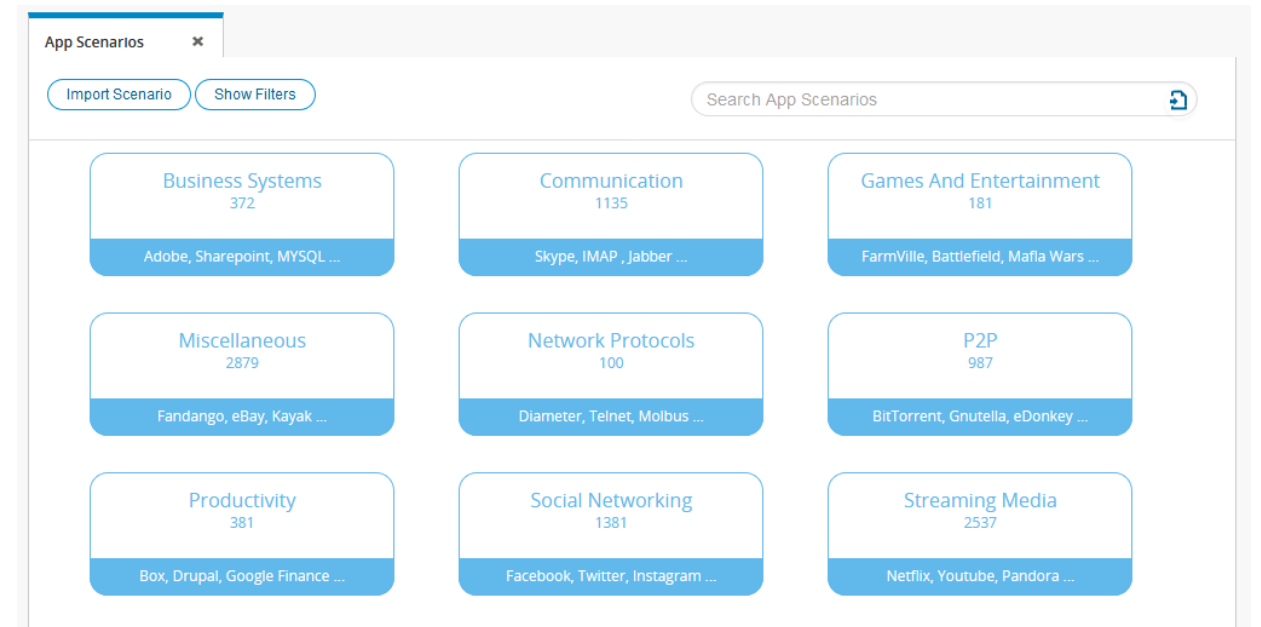 App Scenarios
Import Scenario
Show Filters
Search App Scenarios
Business Systems
372
Adobe, Sharepoint, MYSQL ...
Communication
1135
Skype, IMAP , Jabber ...
Games And Entertainment
181
FarmVille, Battlefield, Mafia Wars ...
Miscellaneous
2879
Fandango, eBay, Kayak ...
Network Protocols
100
Diameter, Telnet, Molbus ...
P2P
987
BitTorrent, Gnutella, eDonkey ...
Productivity
381
Box, Drupal, Google Finance ...
Social Networking
1381
Facebook, Twitter, Instagram ...
Streaming Media
2537
Netflix, Youtube, Pandora ...